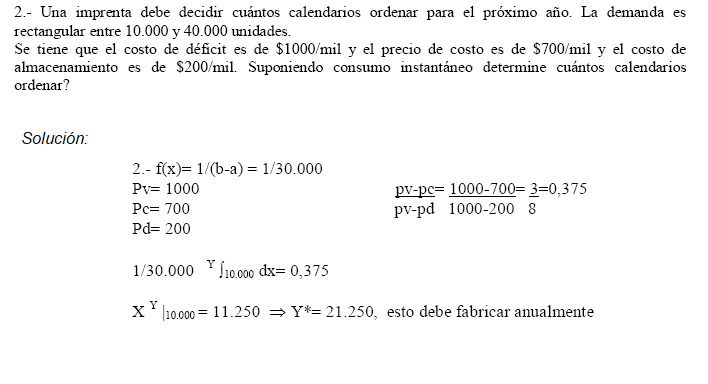 2.- Una imprenta debe decidir cuántos calendarios ordenar para el próximo año. La demanda es
rectangular entre 10.000 y 40.000 unidades.
Se tiene que el costo de déficit es de $1000/mil y el precio de costo es de $700/mil y el costo de
almacenamiento es de $200/mil. Suponiendo consumo instantáneo determine cuántos calendarios
ordenar?
Solución:
2.- f(x)= 1/(b-a) = 1/30.000
Pv= 1000
Pc= 700
Pd= 200
pv-pc= 1000-700= 3=0,375
pv-pd 1000-200 8
1/30.000 Y ∫10.000 dx= 0,375
X Y |10.000 = 11.250 ⇒ Y*= 21.250, esto debe fabricar anualmente